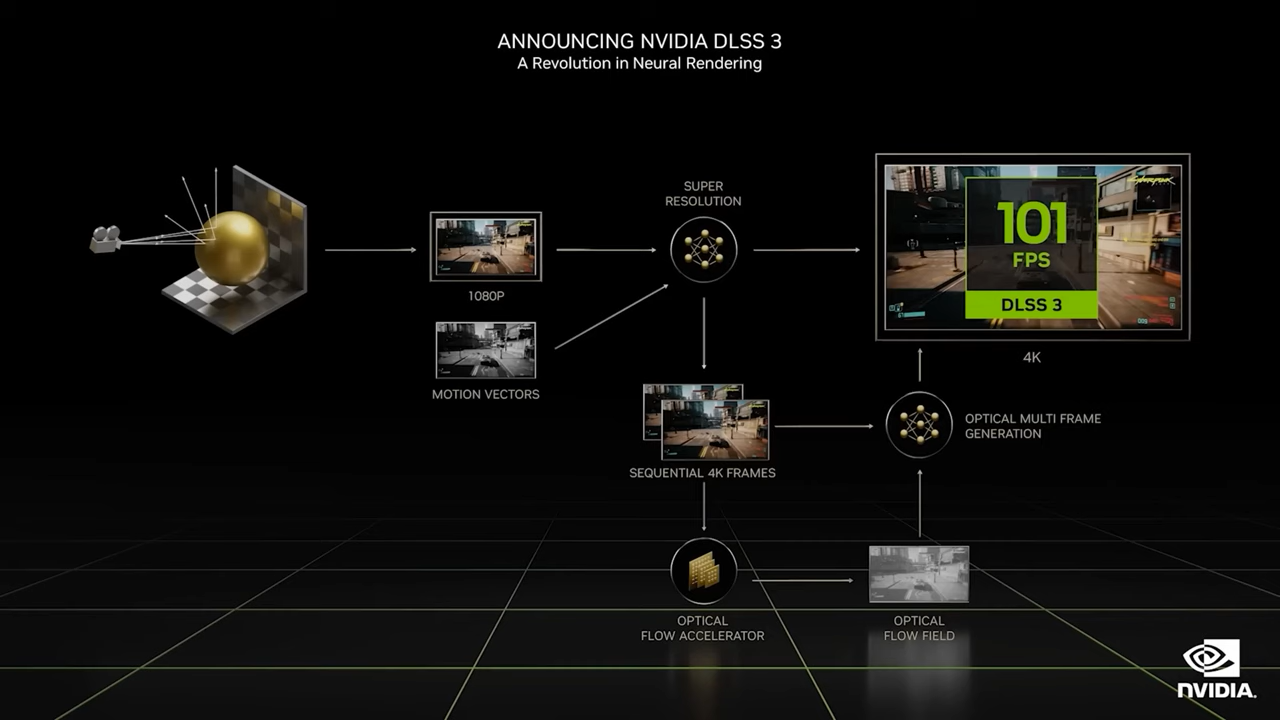 ANNOUNCING NVIDIA DLSS 3
A Revolution in Neural Rendering
SUPER
RESOLUTION
1080P
MOTION VECTORS
101
FPS
DLSS 3
4K
SEQUENTIAL 4K FRAMES
OPTICAL MULTI FRAME
GENERATION
OPTICAL
FLOW ACCELERATOR
OPTICAL
FLOW FIELD
NVIDIA.